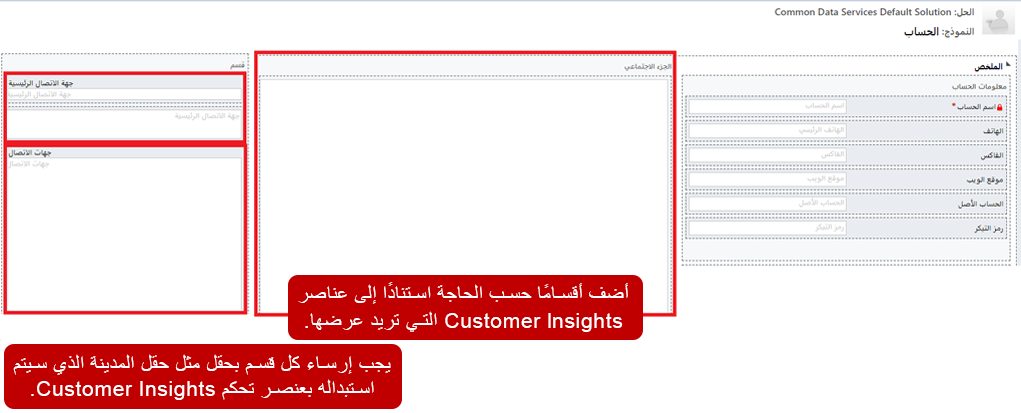 الحل: Common Data Services Default Solution
النموذج: الحساب
الملخص
معلومات الحساب
اسم الحساب*
اسم الحساب
الهاتف
الهاتف الرئيسي
الفاكس
الفاكس
موقع الويب
موقع الويب
الحساب الأصل
الحساب الأصل
رمز التيكر
رمز التيكر
الجزء الاجتماعي
قسم
جهة الاتصال الرئيسية
جهة الاتصال الرئيسية
جهة الاتصال الرئيسية
جهات الاتصال
جهات الاتصال
أضف أقسامًا حسب الحاجة استنادًا إلى عناصر
Customer Insights التي تريد عرضها.
يجب إرساء كل قسم بحقل مثل حقل المدينة الذي سيتم
استبداله بعنصر تحكم Customer Insights.